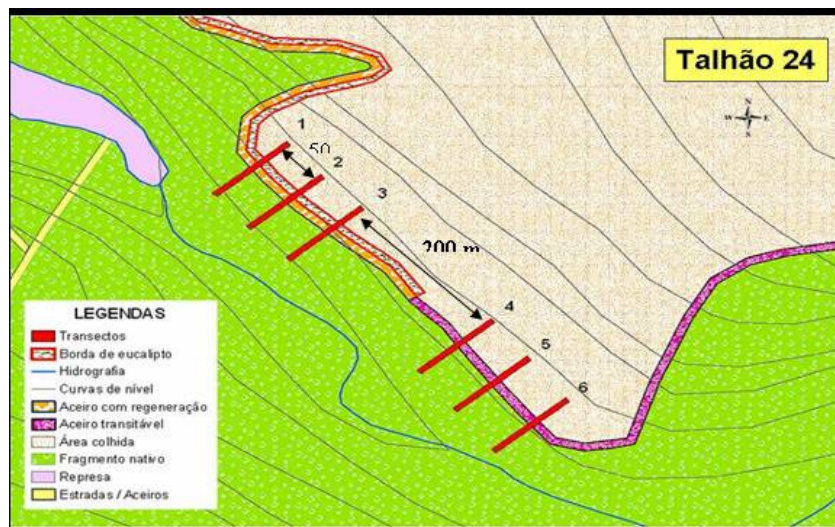 Talhão 24
N
W E
S
1
50
2
3
200 m
4
5
6
LEGENDAS
Transectos
Borda de eucalipto
Hidrografia
Curvas de nível
Aceiro com regeneração
Aceiro transitável
Área colhida
Fragmento nativo
Represa
Estradas / Aceiros